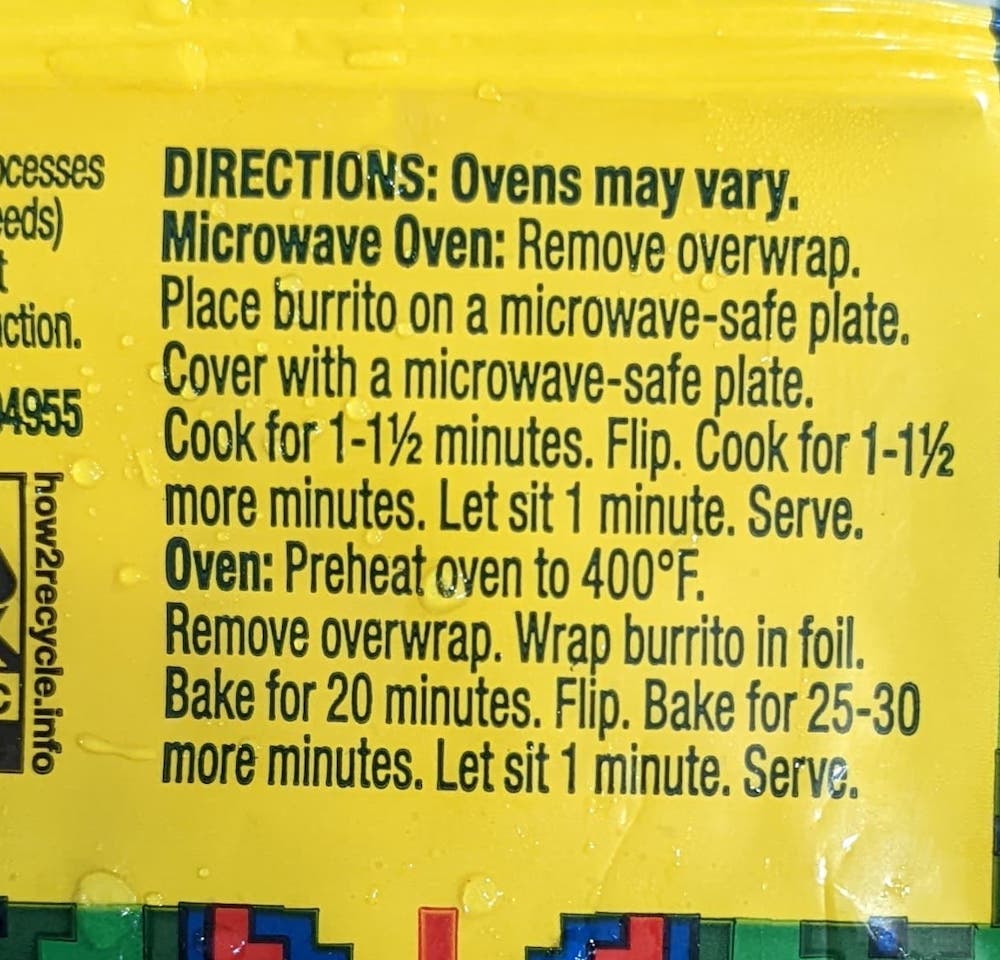 DIRECTIONS: Ovens may vary.
Microwave Oven: Remove overwrap.
Place burrito on a microwave-safe plate.
Cover with a microwave-safe plate.
Cook for 1-1½ minutes. Flip. Cook for 1-1½
more minutes. Let sit 1 minute. Serve.
Oven: Preheat oven to 400°F.
Remove overwrap. Wrap burrito in foil.
Bake for 20 minutes. Flip. Bake for 25-30
more minutes. Let sit 1 minute. Serve.
4955
how2recycle.info